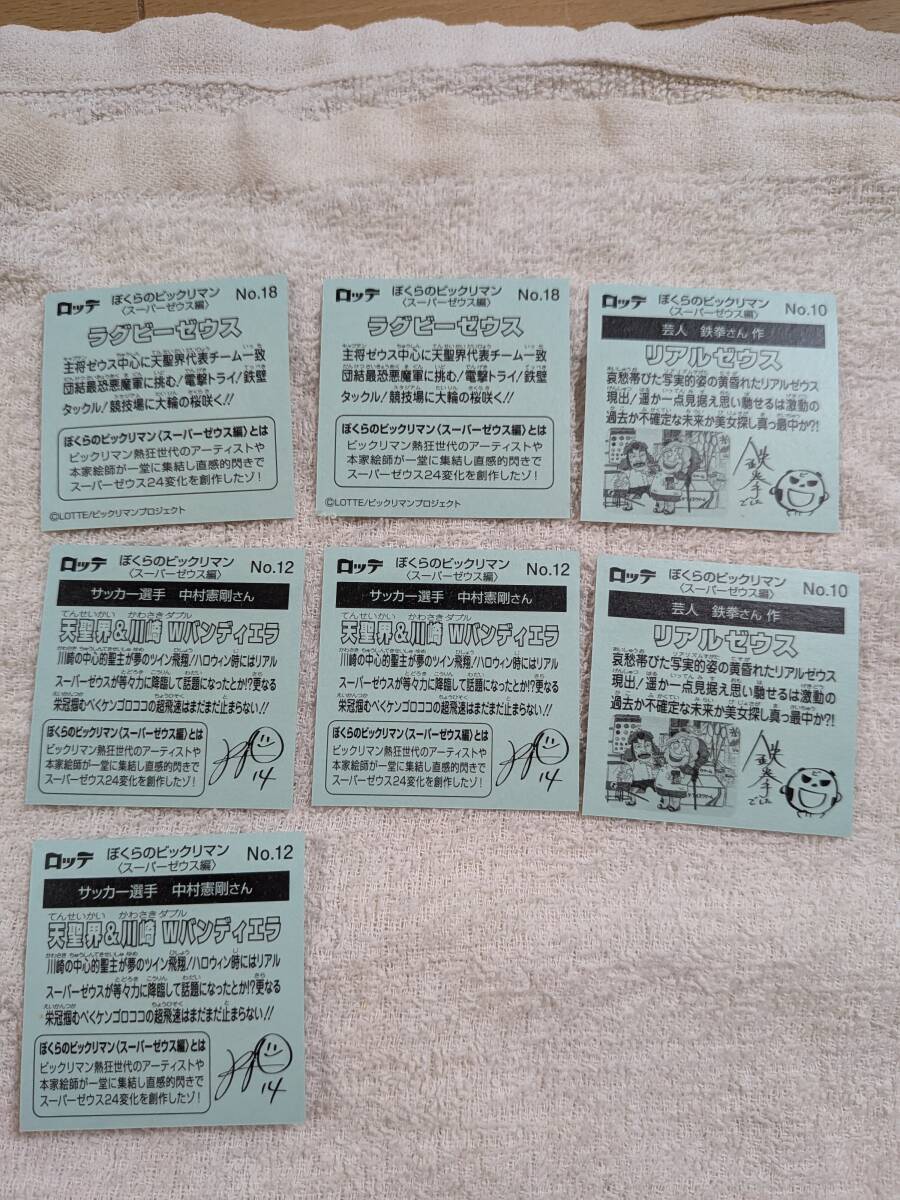 ロッテ ぼくらのビックリマン No.18
〈スーパーゼウス編〉
ラグビーゼウス
主将ゼウス中心に天聖界代表チーム一致
団結最恐悪魔軍に挑む!電撃トライ!鉄壁
タックル!競技場に大輪の桜咲く!!
ぼくらのビックリマン〈スーパーゼウス編〉とは
ビックリマン熱狂世代のアーティストや
本家絵師が一堂に集結し直感的閃きで
スーパーゼウス24変化を創作したゾ!
©LOTTE/ビックリマンプロジェクト
ロッテ ぼくらのビックリマン No.18
〈スーパーゼウス編〉
ラグビーゼウス
主将ゼウス中心に天聖界代表チーム一致
団結最恐悪魔軍に挑む!電撃トライ!鉄壁
タックル!競技場に大輪の桜咲く!!
ぼくらのビックリマン〈スーパーゼウス編〉とは
ビックリマン熱狂世代のアーティストや
本家絵師が一堂に集結し直感的閃きで
スーパーゼウス24変化を創作したゾ!
©LOTTE/ビックリマンプロジェクト
ロッテ ぼくらのビックリマン No.10
〈スーパーゼウス編〉
芸人 鉄拳さん 作
リアルゼウス
哀愁帯びた写実的姿の黄昏れたリアルゼウス
現出!遥か一点見据え思い馳せるは激動の
過去か不確定な未来か美女探し真っ最中か?!
鉄拳
でした
ロッテ ぼくらのビックリマン No.12
〈スーパーゼウス編〉
サッカー選手 中村憲剛さん
てんせいかい かわさき ダブル
天聖界&川崎 Wバンディエラ
川崎の中心的聖主が夢のツイン飛翔!ハロウィン時にはリアル
スーパーゼウスが等々力に降臨して話題になったとか!?更なる
栄冠掴むべくケンゴロココの超飛速はまだまだ止まらない!!
ぼくらのビックリマン〈スーパーゼウス編〉とは
ビックリマン熱狂世代のアーティストや
本家絵師が一堂に集結し直感的閃きで
スーパーゼウス24変化を創作したゾ!
14
ロッテ ぼくらのビックリマン No.12
〈スーパーゼウス編〉
サッカー選手 中村憲剛さん
てんせいかい かわさき ダブル
天聖界&川崎 Wバンディエラ
川崎の中心的聖主が夢のツイン飛翔!ハロウィン時にはリアル
スーパーゼウスが等々力に降臨して話題になったとか!?更なる
栄冠掴むべくケンゴロココの超飛速はまだまだ止まらない!!
ぼくらのビックリマン〈スーパーゼウス編〉とは
ビックリマン熱狂世代のアーティストや
本家絵師が一堂に集結し直感的閃きで
スーパーゼウス24変化を創作したゾ!
14
ロッテ ぼくらのビックリマン No.10
〈スーパーゼウス編〉
芸人 鉄拳さん 作
リアルゼウス
哀愁帯びた写実的姿の黄昏れたリアルゼウス
現出!遥か一点見据え思い馳せるは激動の
過去か不確定な未来か美女探し真っ最中か?!
鉄拳
でした
ロッテ ぼくらのビックリマン No.12
〈スーパーゼウス編〉
サッカー選手 中村憲剛さん
てんせいかい かわさき ダブル
天聖界&川崎 Wバンディエラ
川崎の中心的聖主が夢のツイン飛翔!ハロウィン時にはリアル
スーパーゼウスが等々力に降臨して話題になったとか!?更なる
栄冠掴むべくケンゴロココの超飛速はまだまだ止まらない!!
ぼくらのビックリマン〈スーパーゼウス編〉とは
ビックリマン熱狂世代のアーティストや
本家絵師が一堂に集結し直感的閃きで
スーパーゼウス24変化を創作したゾ!
14